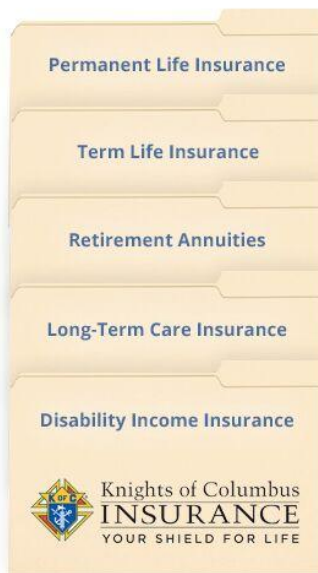 Permanent Life Insurance
Term Life Insurance
Retirement Annuities
Long-Term Care Insurance
Disability Income Insurance
K OF C
Knights of Columbus
INSURANCE
YOUR SHIELD FOR LIFE